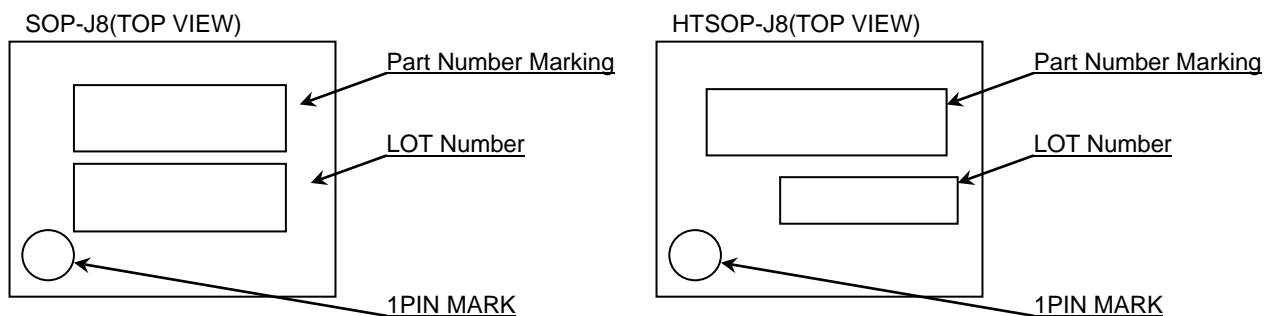 SOP-J8(TOP VIEW)
Part Number Marking
LOT Number
1PIN MARK
HTSOP-J8(TOP VIEW)
Part Number Marking
LOT Number
1PIN MARK